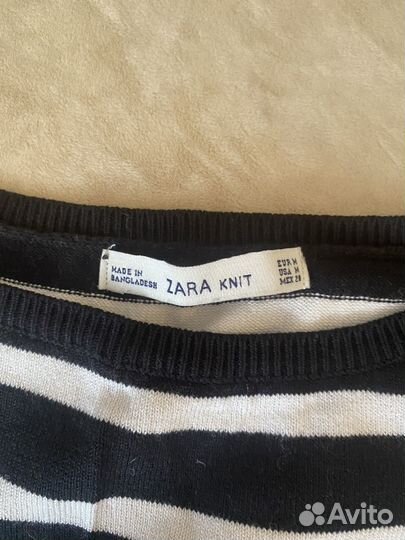 MADE IN
BANGLADESH
ZARA KNIT
EUR M
USA M
MEX 28
Avito